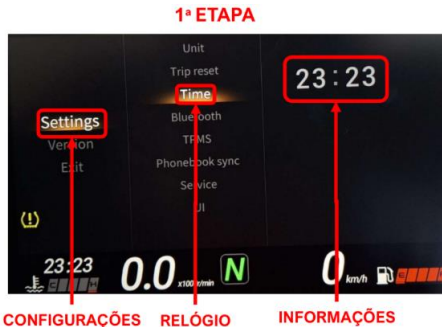 1ª ETAPA
Unit
Trip reset
Time
Bluetooth
TPMS
Phonebook sync
Service
UI
23:23
Settings
Version
Exit
23:23
C H
0.0 x100 r/min
N
0 km/h
E
CONFIGURAÇÕES RELÓGIO INFORMAÇÕES